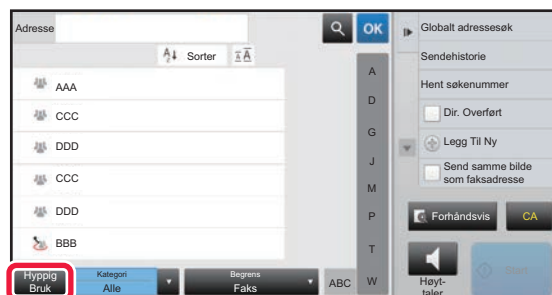 Adresse
OK
Sorter
AAA
CCC
DDD
CCC
DDD
BBB
A
D
G
J
M
P
T
W
Hyppig
Bruk
Kategori
Alle
Begrens
Faks
ABC
Globalt adressesøk
Sendehistorie
Hent søkenummer
Dir. Overført
Legg Til Ny
Send samme bilde
som faksadresse
Forhåndsvis
CA
Høyt-
taler
Start